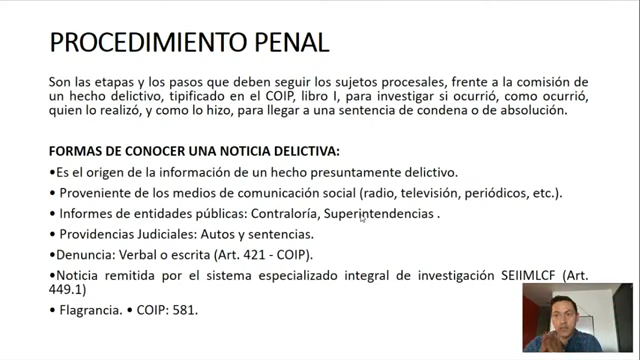 PROCEDIMIENTO PENAL
Son las etapas y los pasos que deben seguir los sujetos procesales, frente a la comisión de
un hecho delictivo, tipificado en el COIP, libro I, para investigar si ocurrió, como ocurrió,
quien lo realizó, y como lo hizo, para llegar a una sentencia de condena o de absolución.
FORMAS DE CONOCER UNA NOTICIA DELICTIVA:
•Es el origen de la información de un hecho presuntamente delictivo.
• Proveniente de los medios de comunicación social (radio, televisión, periódicos, etc.).
• Informes de entidades públicas: Contraloría, Superintendencias .
• Providencias Judiciales: Autos y sentencias.
•Denuncia: Verbal o escrita (Art. 421 - COIP).
•Noticia remitida por el sistema especializado integral de investigación SEIIMLCF (Art.
449.1)
• Flagrancia. • COIP: 581.